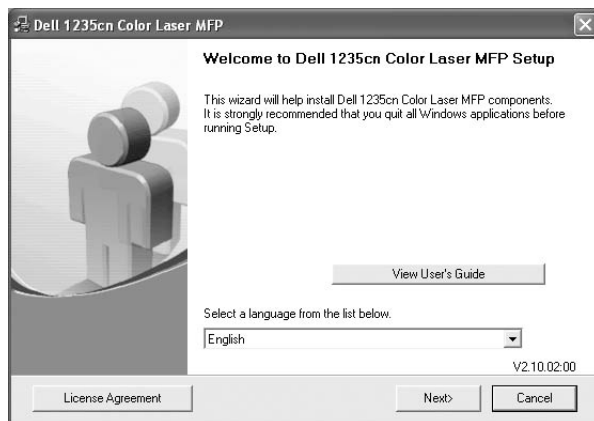 Dell 1235cn Color Laser MFP
Welcome to Dell 1235cn Color Laser MFP Setup
This wizard will help install Dell 1235cn Color Laser MFP components.
It is strongly recommended that you quit all Windows applications before
running Setup.
View User's Guide
Select a language from the list below.
English
V2.10.02:00
License Agreement
Next>
Cancel